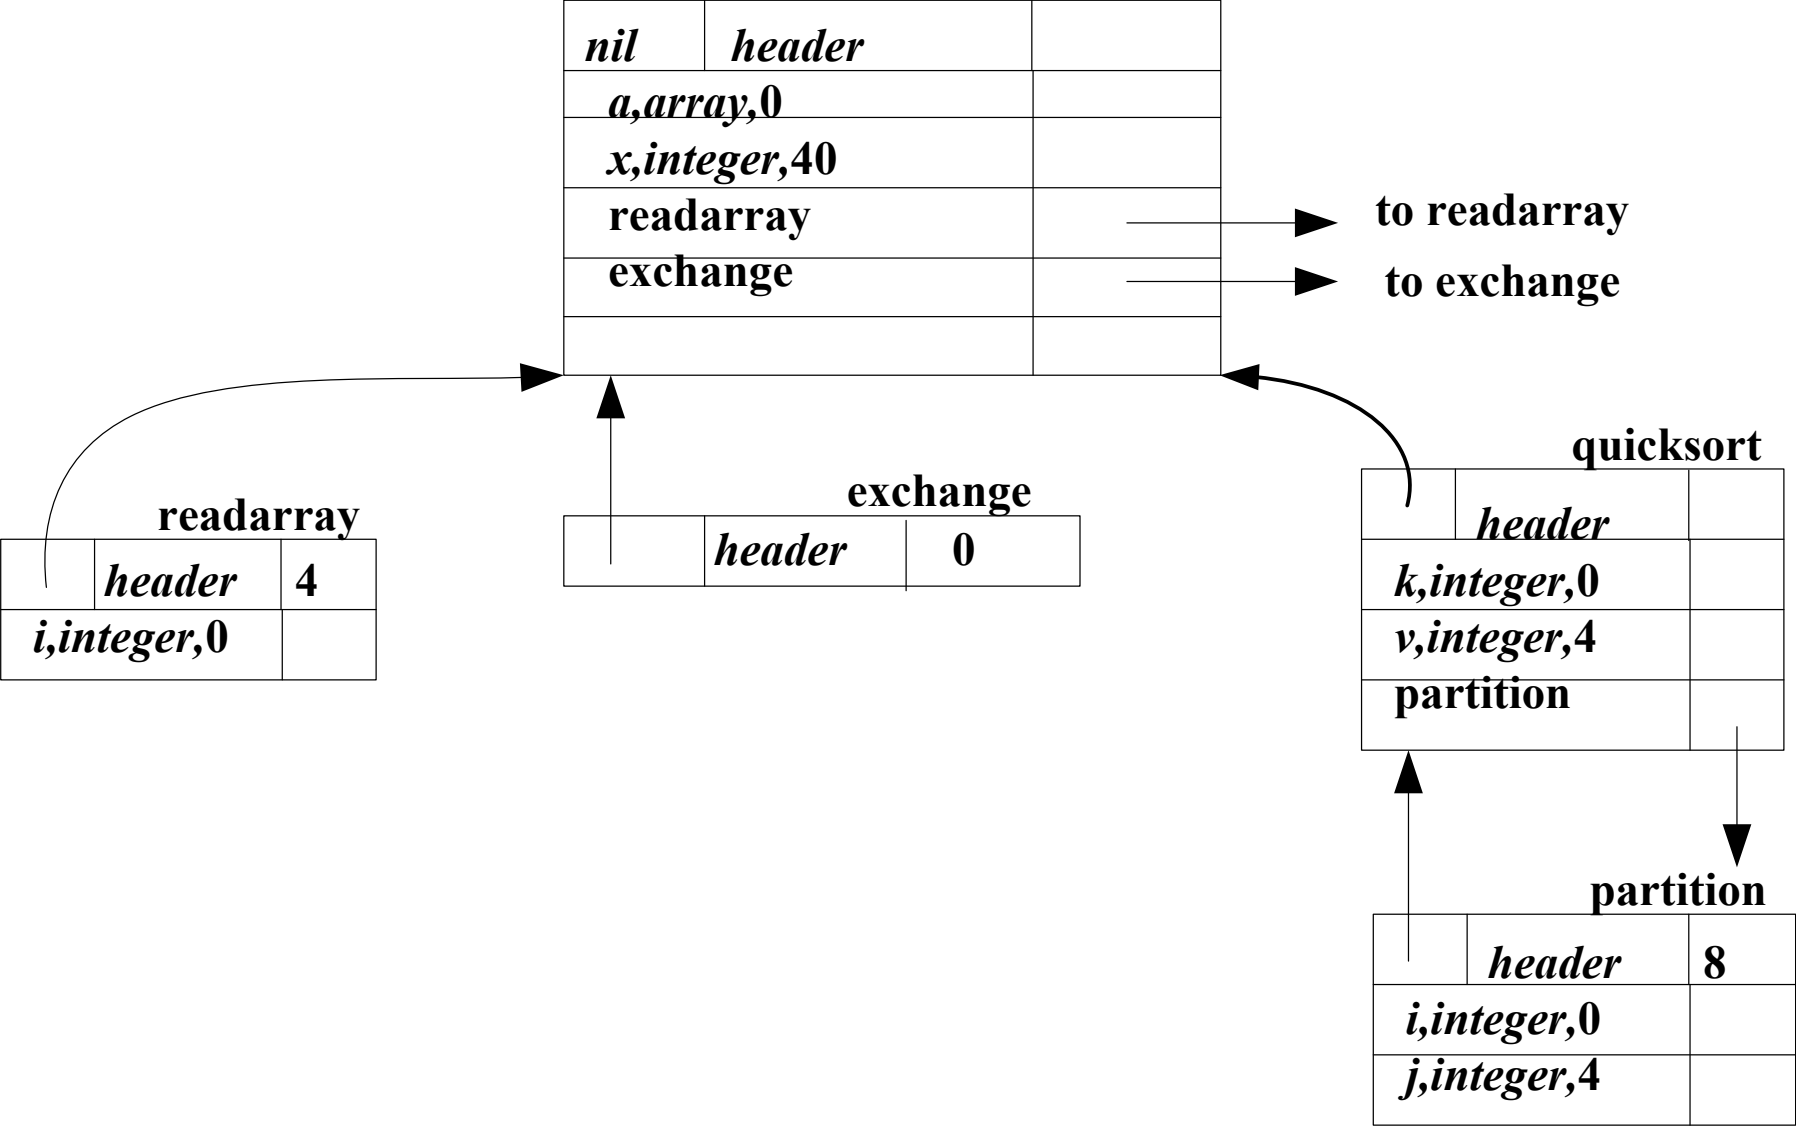 nil header
a,array,0
x,integer,40
readarray
to readarray
exchange
to exchange
readarray
header 4
i,integer,0
exchange
header 0
quicksort
header
k,integer,0
v,integer,4
partition
partition
header 8
i,integer,0
j,integer,4